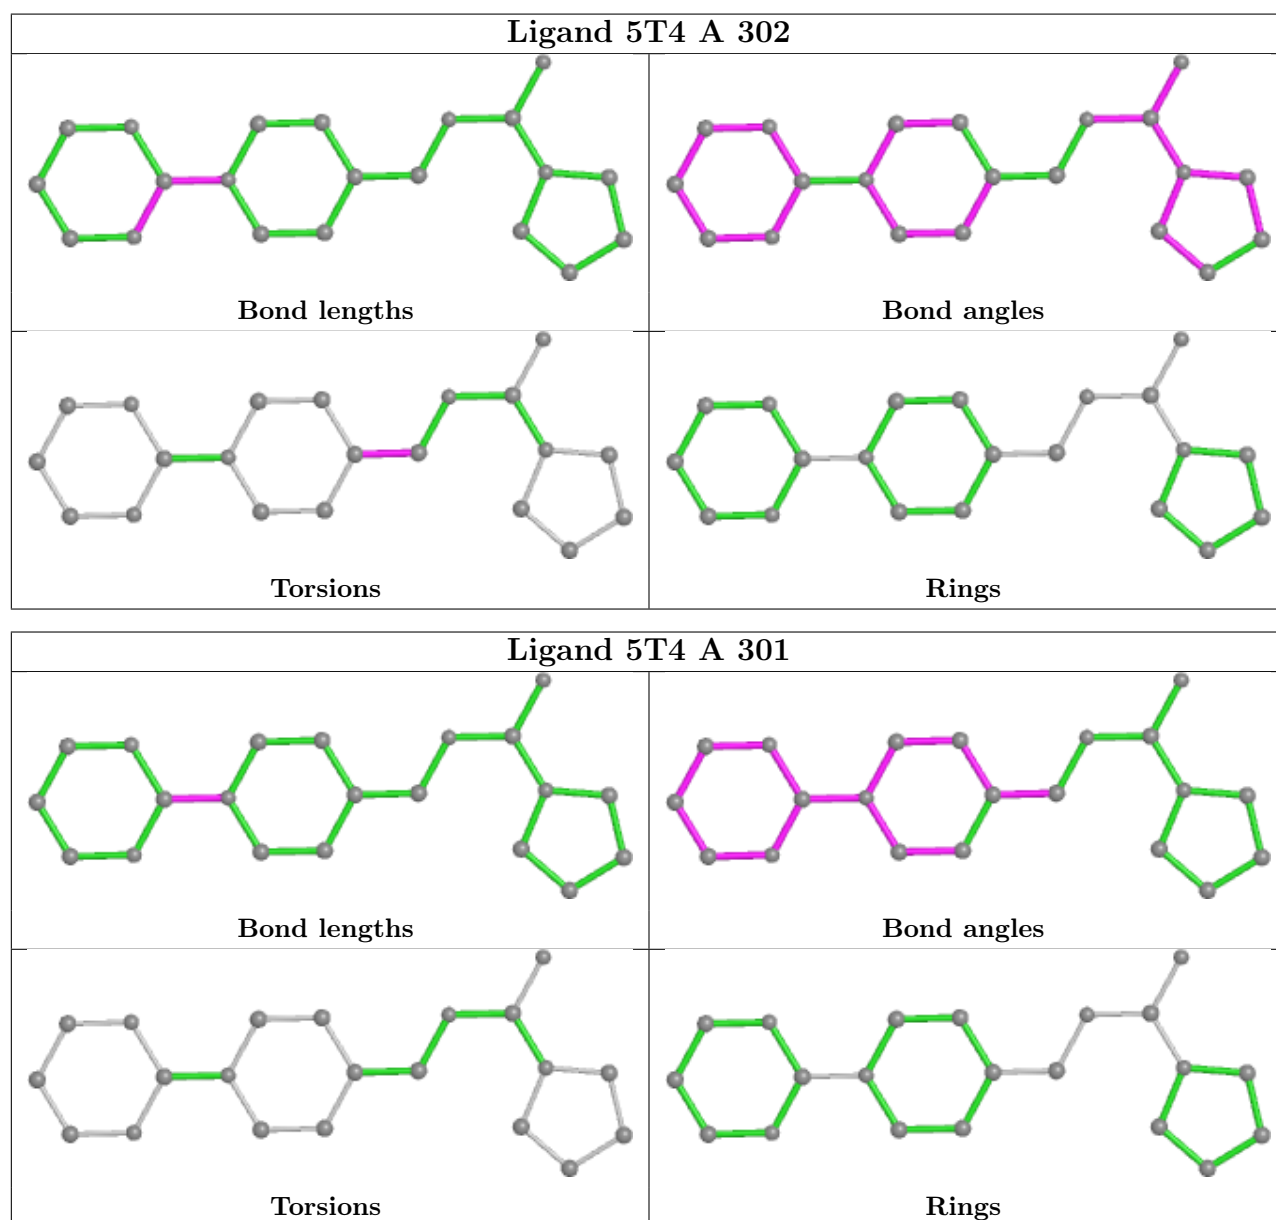 Ligand 5T4 A 302
Bond lengths
Bond angles
Torsions
Rings
Ligand 5T4 A 301
Bond lengths
Bond angles
Torsions
Rings